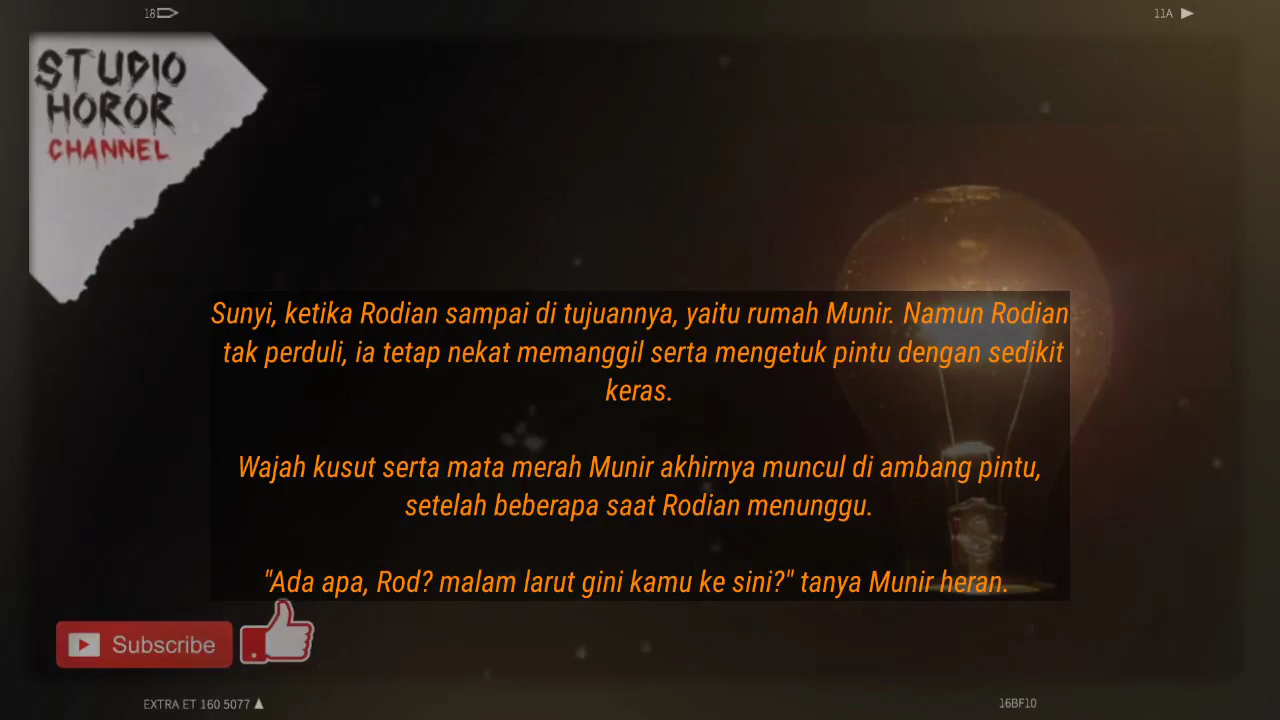 18
11A
STUDIO
HOROR
CHANNEL
Sunyi, ketika Rodian sampai di tujuannya, yaitu rumah Munir. Namun Rodian
tak perduli, ia tetap nekat memanggil serta mengetuk pintu dengan sedikit
keras.
Wajah kusut serta mata merah Munir akhirnya muncul di ambang pintu,
setelah beberapa saat Rodian menunggu.
"Ada apa, Rod? malam larut gini kamu ke sini?" tanya Munir heran.
Subscribe
EXTRA ET 160 5077
16BF10